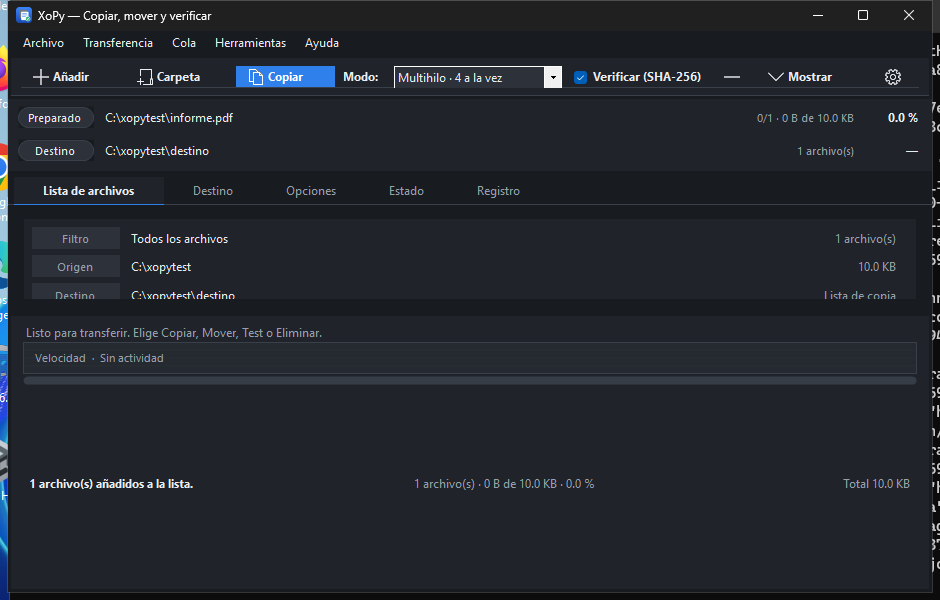 XoPy — Copiar, mover y verificar
Archivo Transferencia Cola Herramientas Ayuda
Añadir Carpeta Copiar Modo: Multihilo · 4 a la vez Verificar (SHA-256) Mostrar
Preparado C:\xopytest\informe.pdf 0/1 · 0 B de 10.0 KB 0.0 %
Destino C:\xopytest\destino 1 archivo(s) —
Lista de archivos Destino Opciones Estado Registro
Filtro Todos los archivos 1 archivo(s)
Origen C:\xopytest 10.0 KB
Destino C:\xopytest\destino Lista de copia
Listo para transferir. Elige Copiar, Mover, Test o Eliminar.
Velocidad · Sin actividad
1 archivo(s) añadidos a la lista. 1 archivo(s) · 0 B de 10.0 KB · 0.0 % Total 10.0 KB